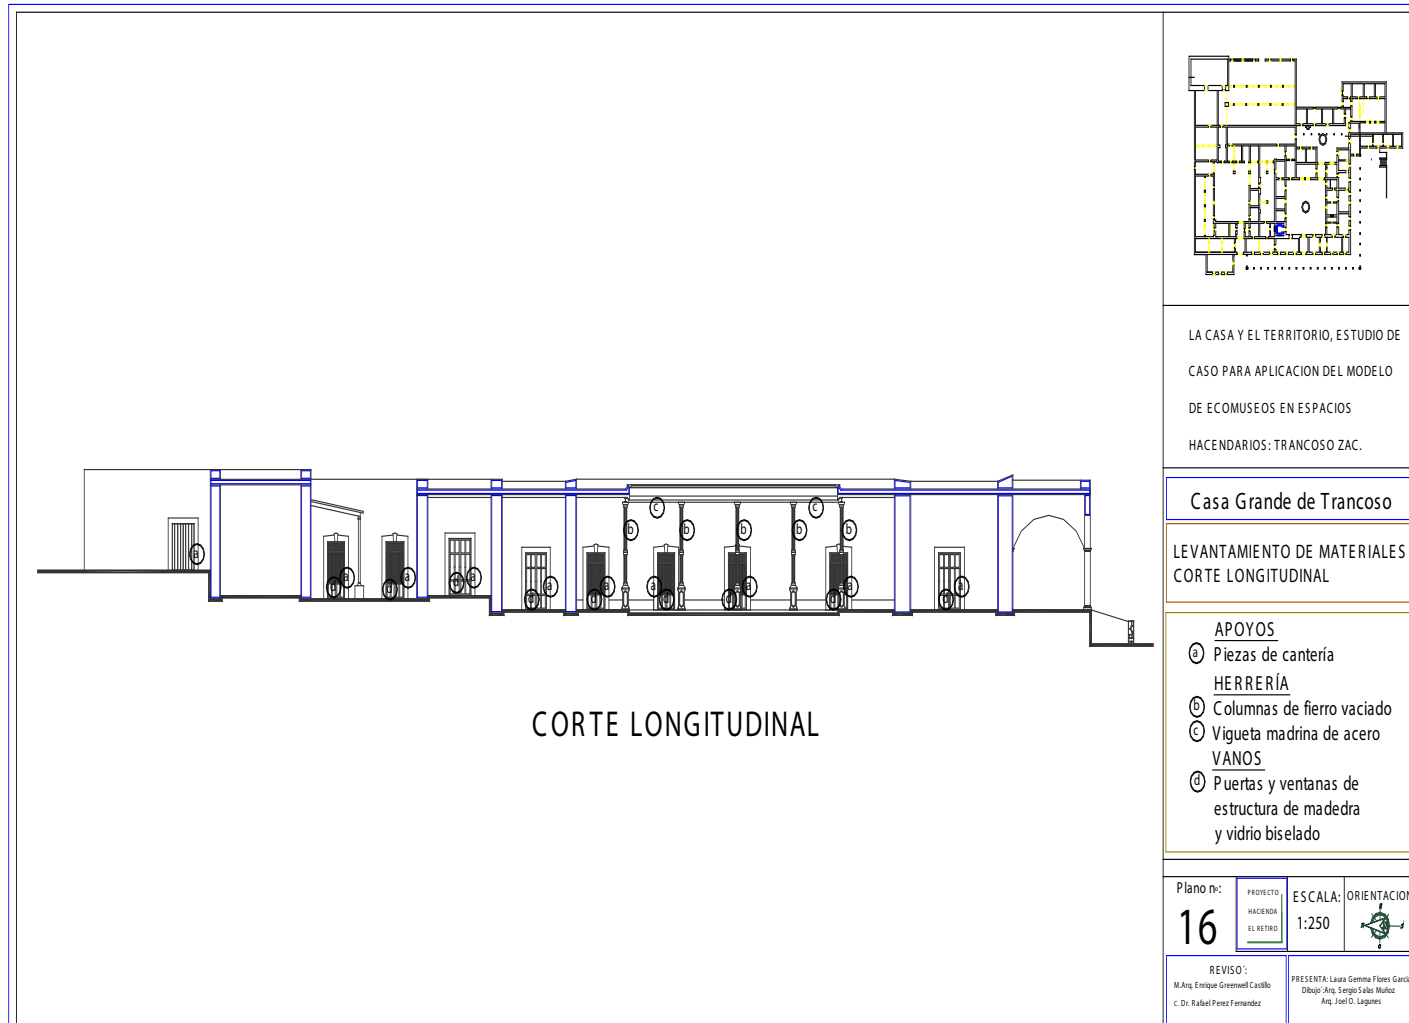 LA CASA Y EL TERRITORIO, ESTUDIO DE
CASO PARA APLICACION DEL MODELO
DE ECOMUSEOS EN ESPACIOS
HACENDARIOS: TRANCOSO ZAC.
Casa Grande de Trancoso
LEVANTAMIENTO DE MATERIALES
CORTE LONGITUDINAL
APOYOS
a Piezas de cantería
HERRERÍA
b Columnas de fierro vaciado
c Vigueta madrina de acero
VANOS
d Puertas y ventanas de
estructura de madedra
y vidrio biselado
c c
b b b b b
a a a a a a a a a a a
d d d d d d d d d
CORTE LONGITUDINAL
Plano nº:
16
PROYECTO
HACIENDA
EL RETIRO
ESCALA:
1:250
ORIENTACION
REVISO´:
M.Arq. Enrique Greenwell Castillo
c. Dr. Rafael Perez Fernandez
PRESENTA: Laura Gemma Flores García
Dibujo´:Arq. Sergio Salas Muñoz
Arq. Joel O. Lagunes